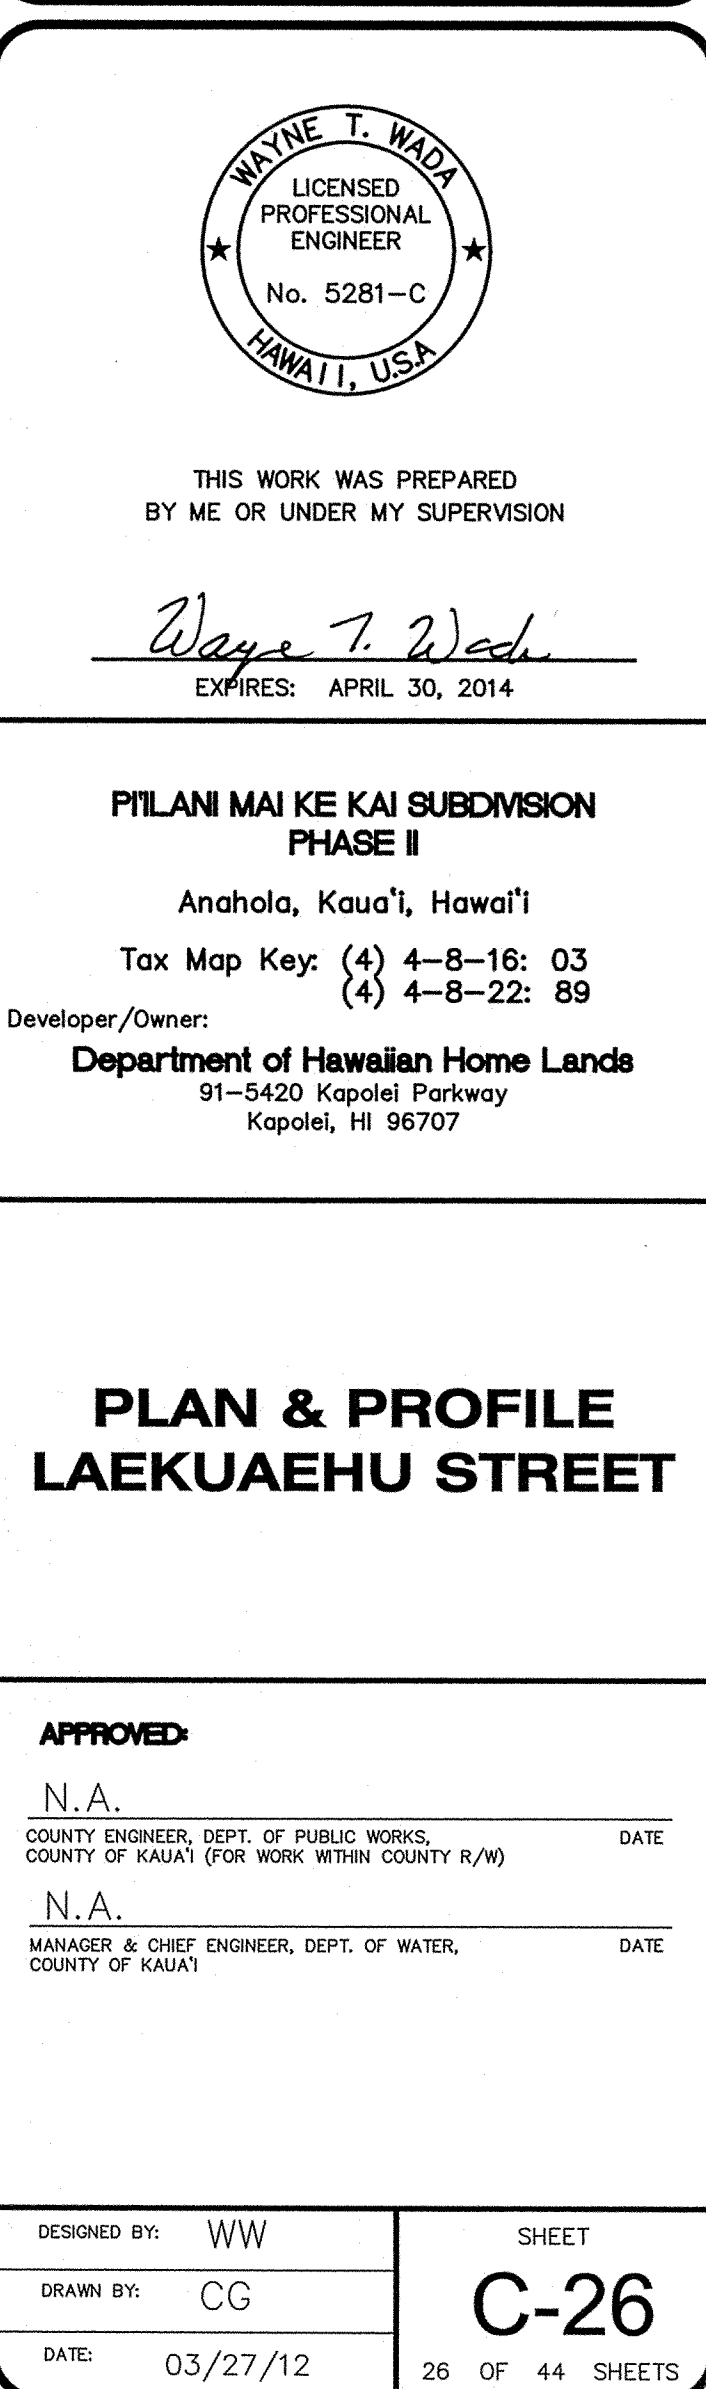 WAYNE T. WADA
LICENSED
PROFESSIONAL
ENGINEER
No. 5281-C
HAWAII, U.S.A
THIS WORK WAS PREPARED
BY ME OR UNDER MY SUPERVISION
Wayne T. Wada
EXPIRES: APRIL 30, 2014
PI'ILANI MAI KE KAI SUBDIVISION
PHASE II
Anahola, Kauaʻi, Hawaiʻi
Tax Map Key: (4) 4-8-16: 03
(4) 4-8-22: 89
Developer/Owner:
Department of Hawaiian Home Lands
91-5420 Kapolei Parkway
Kapolei, HI 96707
PLAN & PROFILE
LAEKUAEHU STREET
APPROVED:
N.A.
COUNTY ENGINEER, DEPT. OF PUBLIC WORKS, DATE
COUNTY OF KAUAʻI (FOR WORK WITHIN COUNTY R/W)
N.A.
MANAGER & CHIEF ENGINEER, DEPT. OF WATER, DATE
COUNTY OF KAUAʻI
DESIGNED BY: WW
DRAWN BY: CG
DATE: 03/27/12
SHEET
C-26
26 OF 44 SHEETS